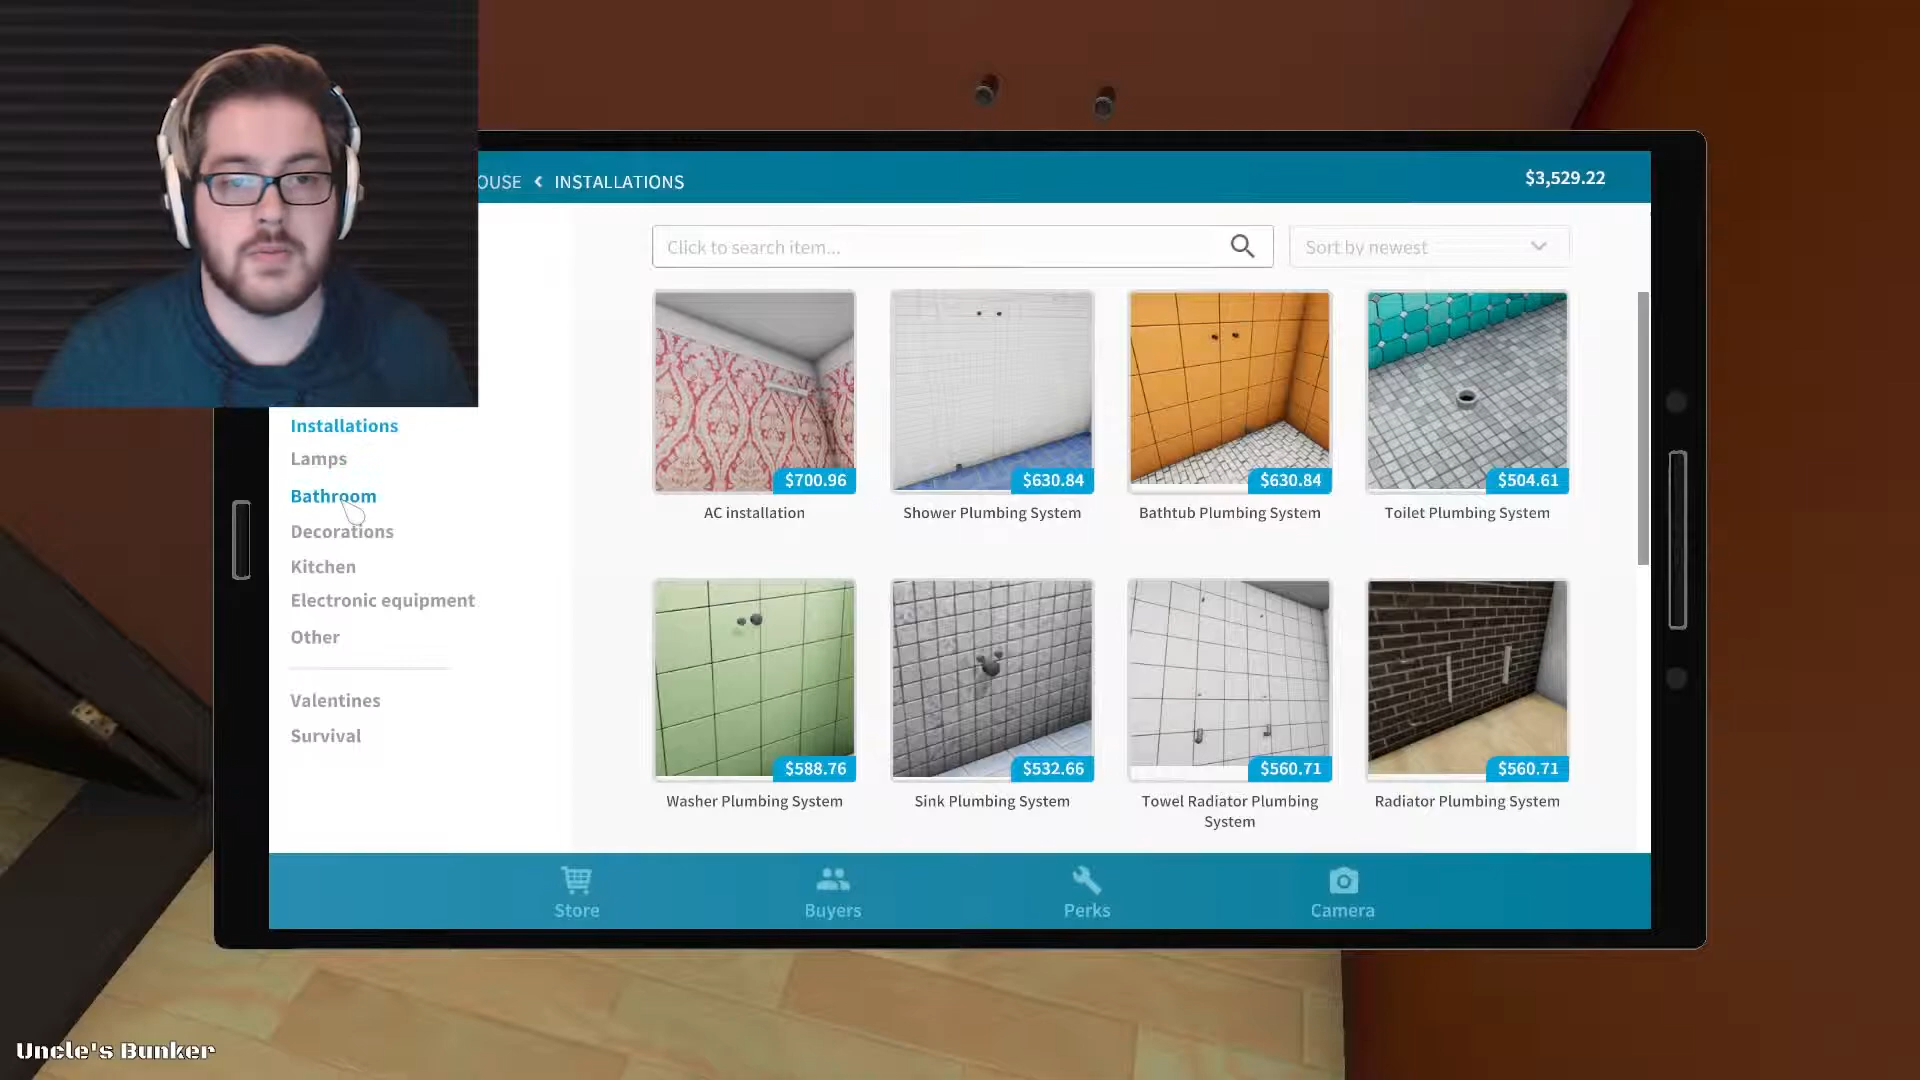 OUSE < INSTALLATIONS
$3,529.22
Click to search item...
Sort by newest
Installations
Lamps
Bathroom
Decorations
Kitchen
Electronic equipment
Other
Valentines
Survival
$700.96
AC installation
$630.84
Shower Plumbing System
$630.84
Bathtub Plumbing System
$504.61
Toilet Plumbing System
$588.76
Washer Plumbing System
$532.66
Sink Plumbing System
$560.71
Towel Radiator Plumbing
System
$560.71
Radiator Plumbing System
Store
Buyers
Perks
Camera
Uncle's Bunker